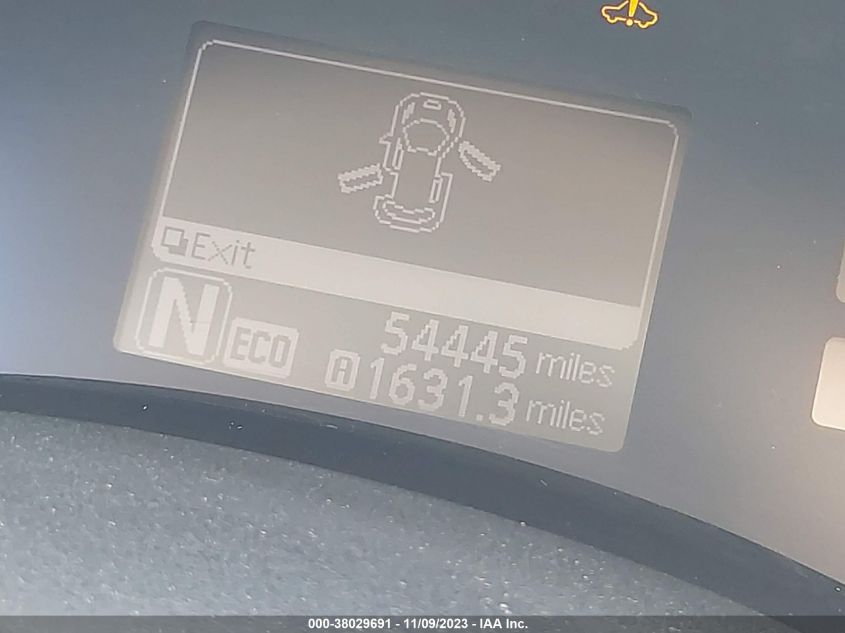 Exit
N ECO 54445 miles
A 1631.3 miles
000-38029691 - 11/09/2023 - IAA Inc.